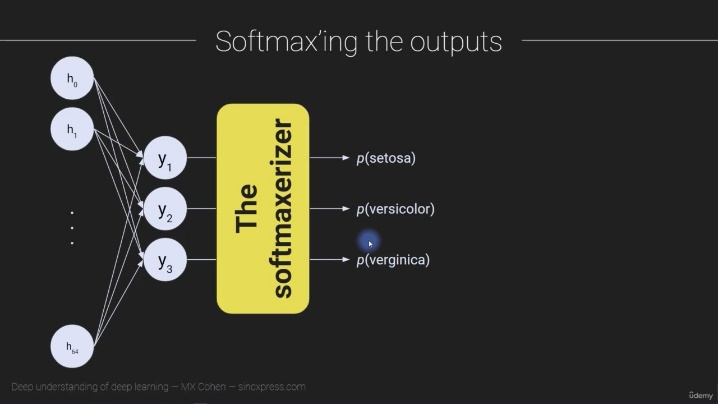 Softmax'ing the outputs
h0
h1
y1
y2
y3
h64
The
softmaxerizer
p(setosa)
p(versicolor)
p(verginica)
Deep understanding of deep learning — MX Cohen — sincxpress.com
ûdemy